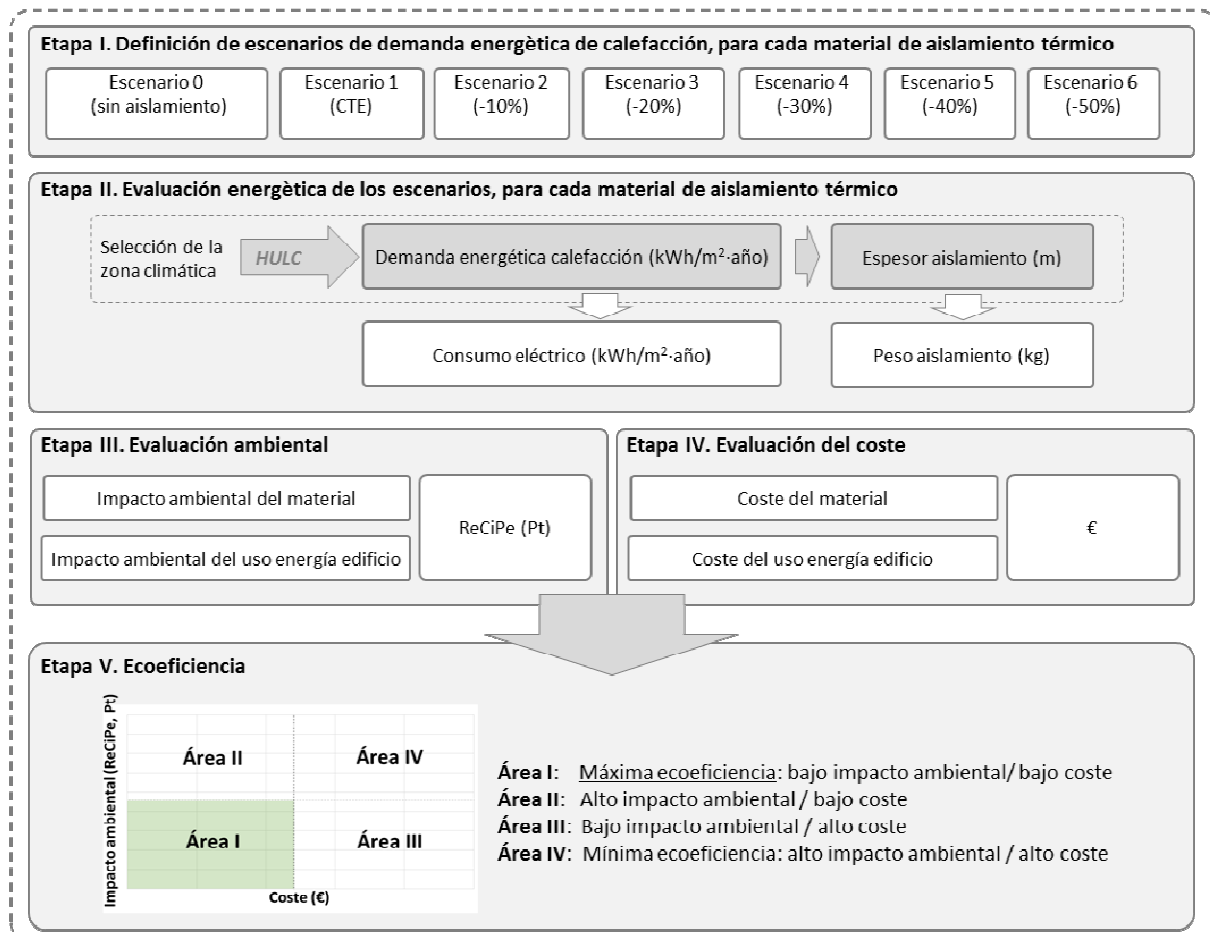 Etapa I. Definición de escenarios de demanda energètica de calefacción, para cada material de aislamiento térmico
Escenario 0
(sin aislamiento)
Escenario 1
(CTE)
Escenario 2
(-10%)
Escenario 3
(-20%)
Escenario 4
(-30%)
Escenario 5
(-40%)
Escenario 6
(-50%)
Etapa II. Evaluación energètica de los escenarios, para cada material de aislamiento térmico
Selección de la
zona climática
HULC
Demanda energética calefacción (kWh/m²·año)
Espesor aislamiento (m)
Consumo eléctrico (kWh/m²·año)
Peso aislamiento (kg)
Etapa III. Evaluación ambiental
Impacto ambiental del material
Impacto ambiental del uso energía edificio
ReCiPe (Pt)
Etapa IV. Evaluación del coste
Coste del material
Coste del uso energía edificio
€
Etapa V. Ecoeficiencia
Impacto ambiental (ReCiPe, Pt)
Área II
Área IV
Área I
Área III
Coste (€)
Área I: Máxima ecoeficiencia: bajo impacto ambiental/ bajo coste
Área II: Alto impacto ambiental / bajo coste
Área III: Bajo impacto ambiental / alto coste
Área IV: Mínima ecoeficiencia: alto impacto ambiental / alto coste